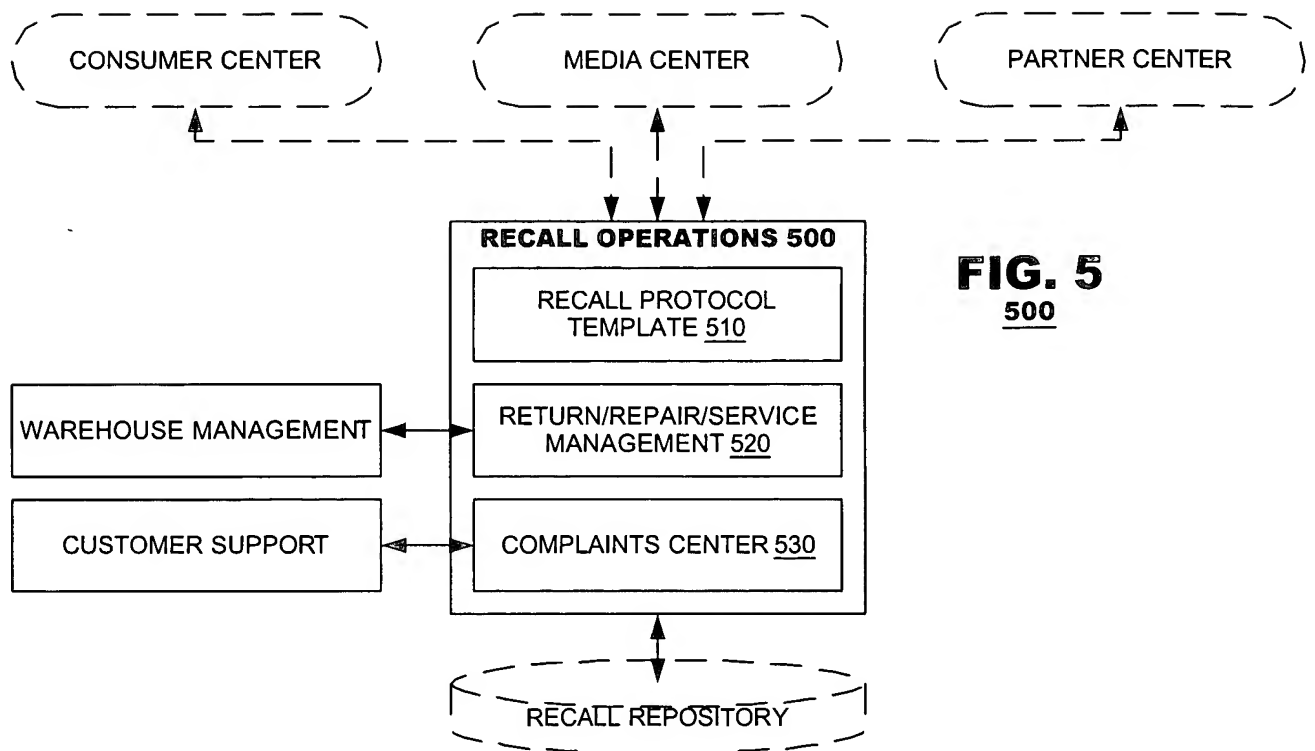 CONSUMER CENTER
MEDIA CENTER
PARTNER CENTER
RECALL OPERATIONS 500
RECALL PROTOCOL
TEMPLATE 510
FIG. 5
500
WAREHOUSE MANAGEMENT
RETURN/REPAIR/SERVICE
MANAGEMENT 520
CUSTOMER SUPPORT
COMPLAINTS CENTER 530
RECALL REPOSITORY